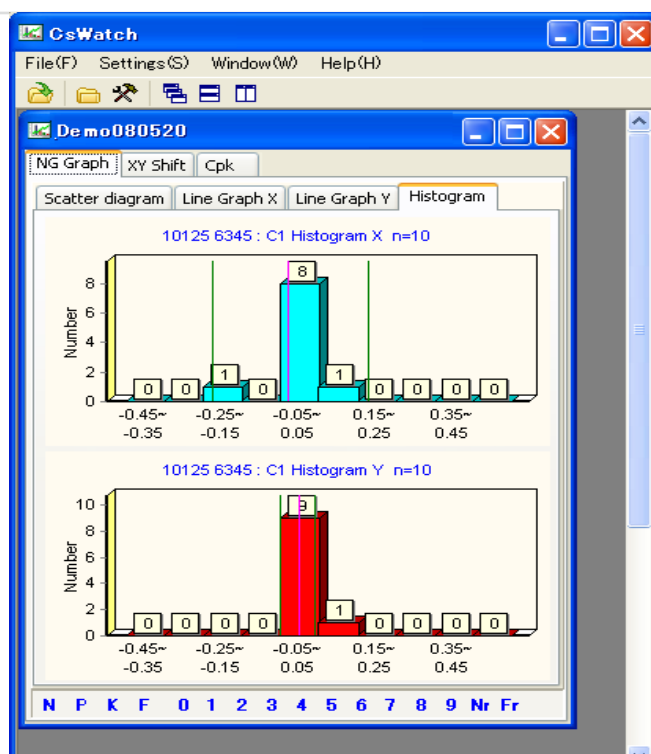 CsWatch
File(F) Settings(S) Window(W) Help(H)
Demo080520
NG Graph XY Shift Cpk
Scatter diagram Line Graph X Line Graph Y Histogram
10125 6345 : C1 Histogram X n=10
Number
8
6
4
2
0
0 0 1 0 8 1 0 0 0 0
-0.45~ -0.25~ -0.05~ 0.15~ 0.35~
-0.35 -0.15 0.05 0.25 0.45
10125 6345 : C1 Histogram Y n=10
Number
10
8
6
4
2
0
0 0 0 0 9 1 0 0 0 0
-0.45~ -0.25~ -0.05~ 0.15~ 0.35~
-0.35 -0.15 0.05 0.25 0.45
N P K F 0 1 2 3 4 5 6 7 8 9 Nr Fr